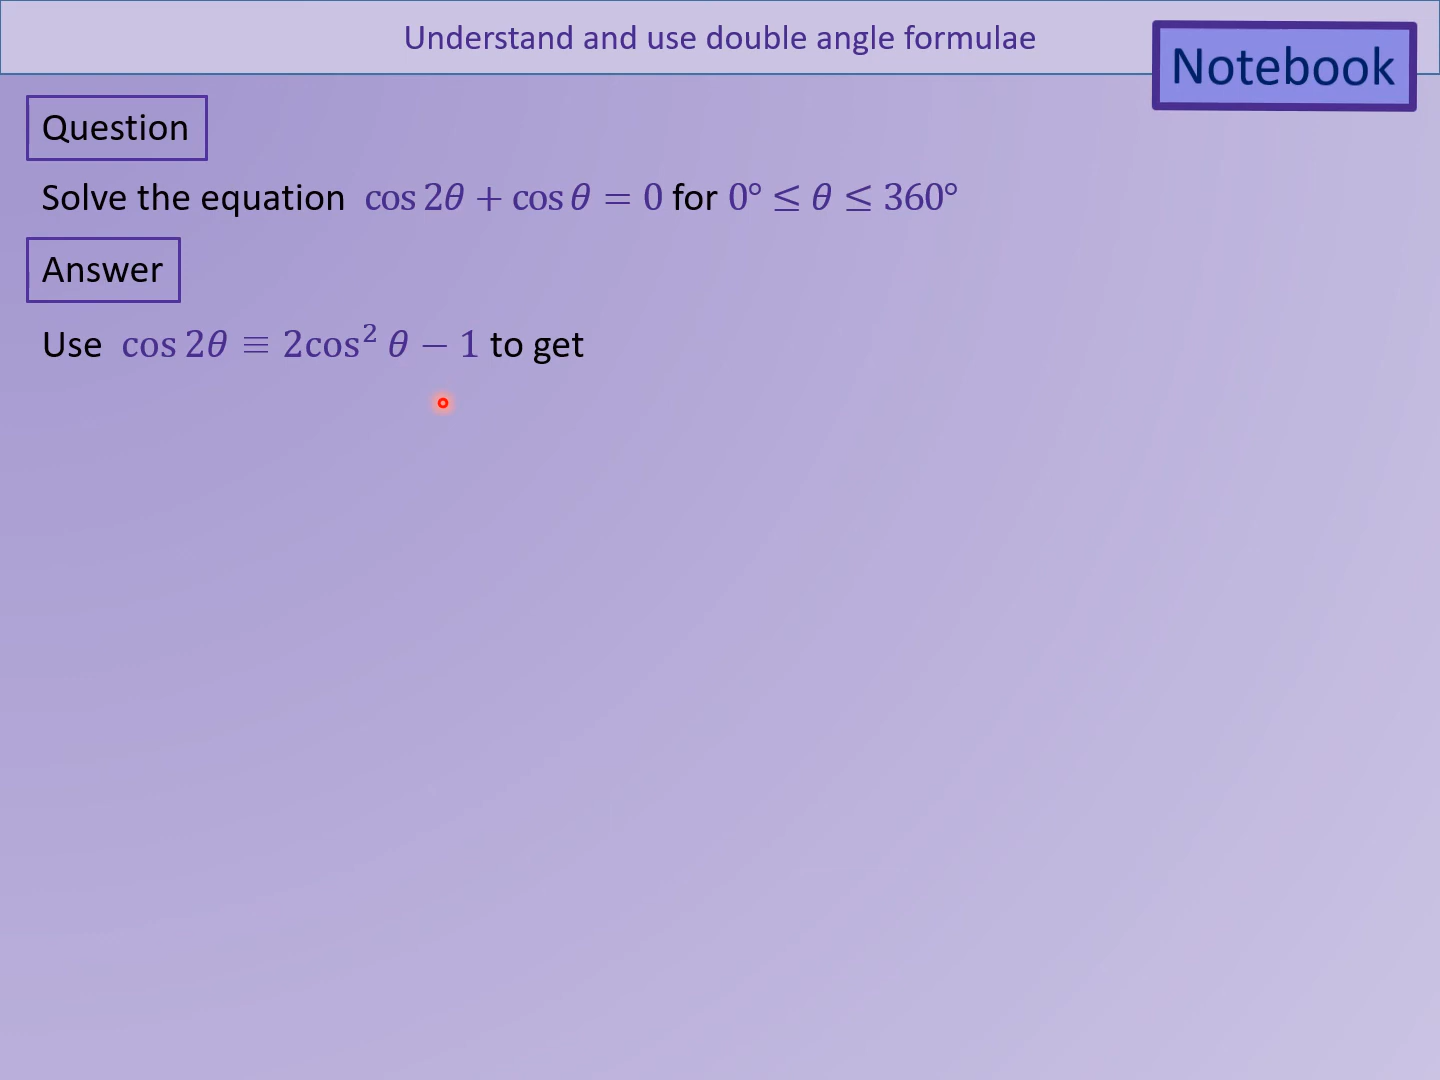 Understand and use double angle formulae
Notebook
Question
Solve the equation cos 2θ + cos θ = 0 for 0° ≤ θ ≤ 360°
Answer
Use cos 2θ ≡ 2cos² θ − 1 to get